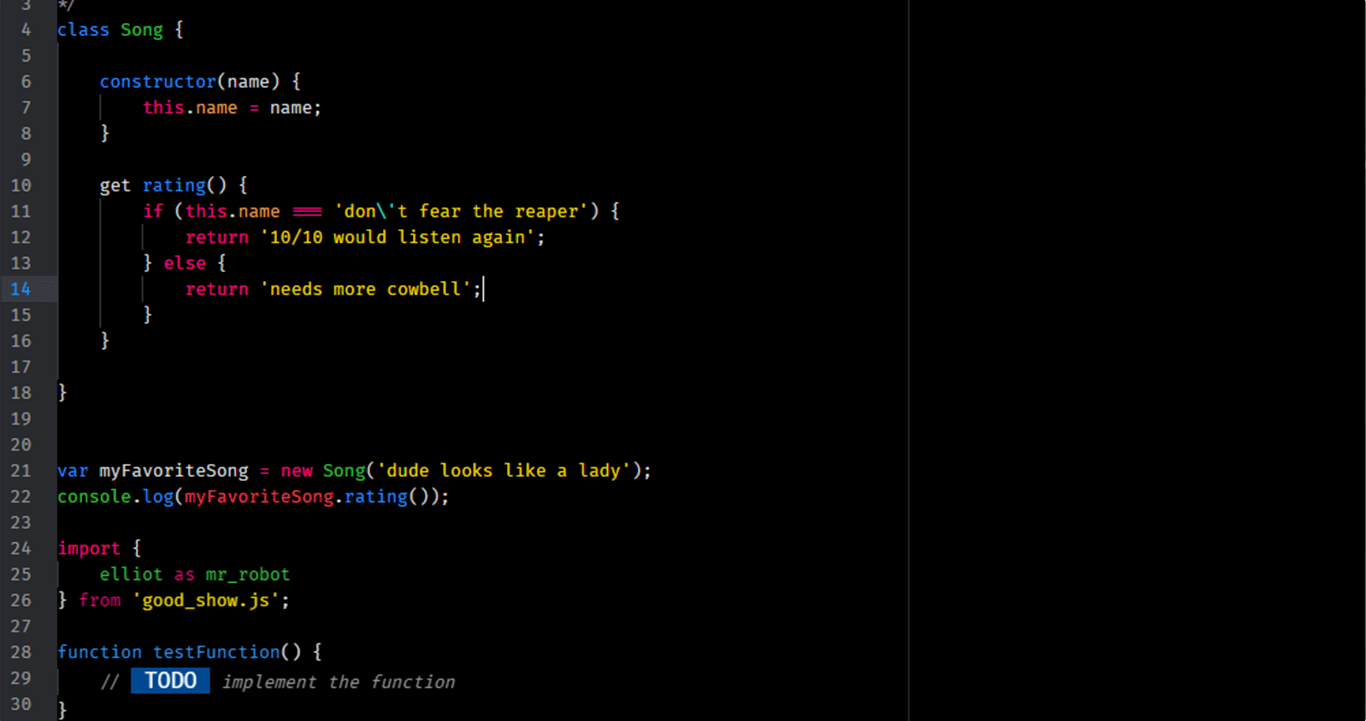 3 */
4 class Song {
5
6     constructor(name) {
7         this.name = name;
8     }
9
10     get rating() {
11         if (this.name === 'don\'t fear the reaper') {
12             return '10/10 would listen again';
13         } else {
14             return 'needs more cowbell';
15         }
16     }
17
18 }
19
20
21 var myFavoriteSong = new Song('dude looks like a lady');
22 console.log(myFavoriteSong.rating());
23
24 import {
25     elliot as mr_robot
26 } from 'good_show.js';
27
28 function testFunction() {
29     // TODO implement the function
30 }